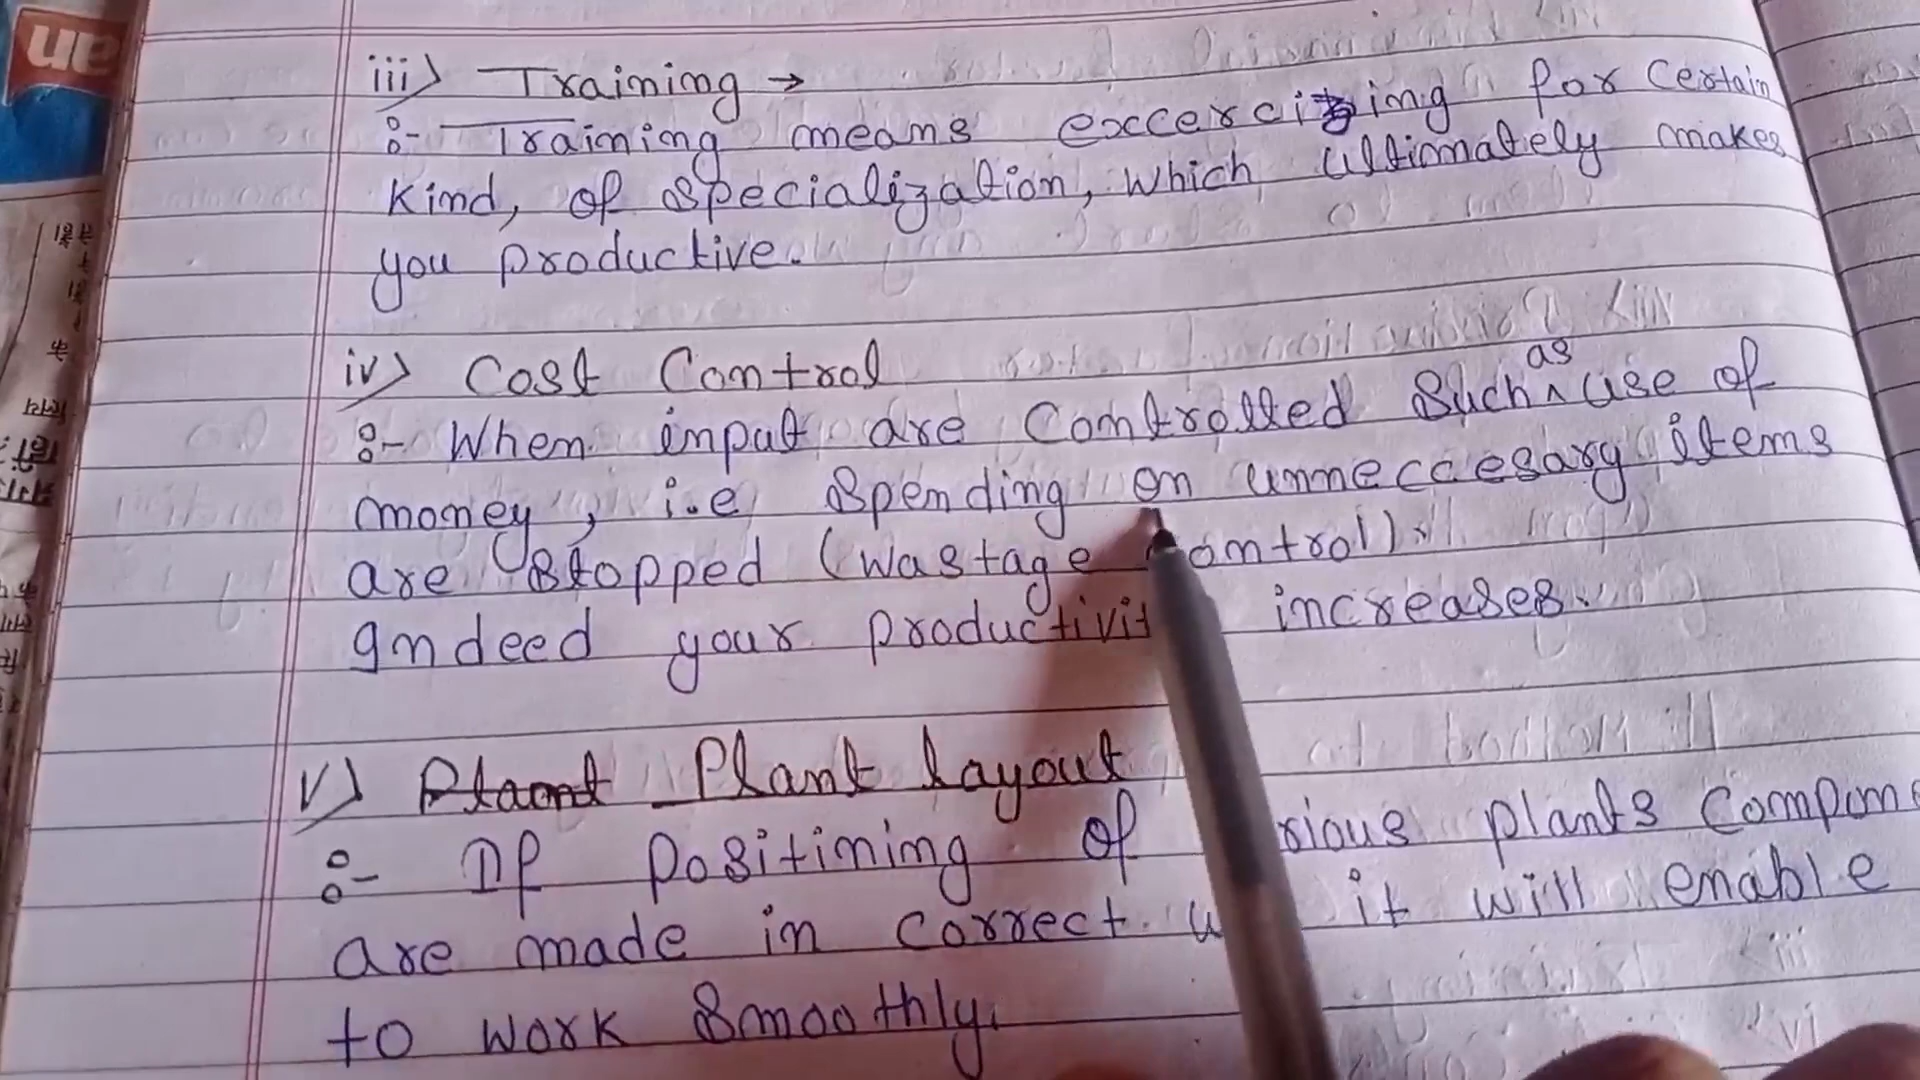 iii) Training →
:- Training means excercising for Certain
Kind, of specialization, which ultimately makes
you productive.
iv) Cost Control
:- When input are Controlled Such as use of
money, i.e spending on unneccesary items
are stopped (wastage control).
Indeed your productivit increases.
v) Plant Plant layout
:- If positining of rious plants Compon
are made in correct w it will enable
to work smoothly.